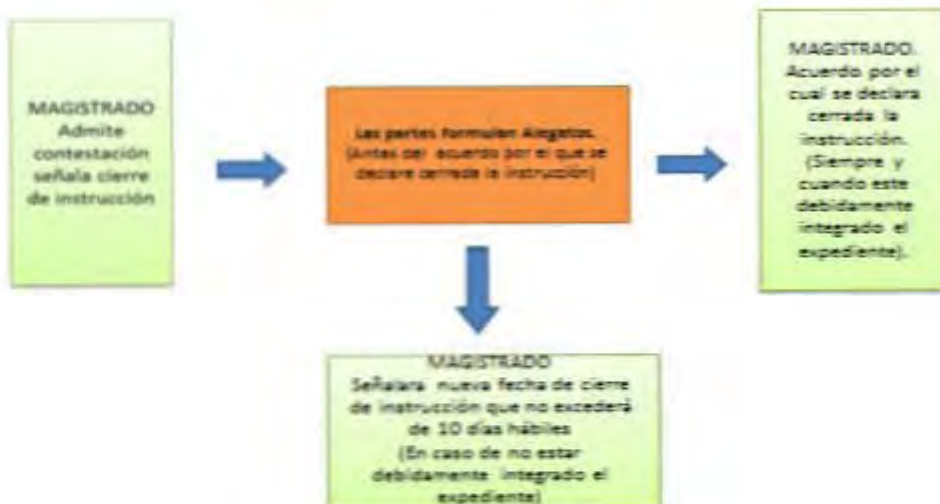 MAGISTRADO
Admite
contestación
señala cierre
de instrucción
Las partes formulen Alegatos.
(Antes del acuerdo por el que se
declare cerrada la instrucción)
MAGISTRADO.
Acuerdo por el
cual se declara
cerrada la
instrucción.
(Siempre y
cuando este
debidamente
integrado el
expediente).
MAGISTRADO
Señalara nueva fecha de cierre
de instrucción que no excederá
de 10 días hábiles
(En caso de no estar
debidamente integrado el
expediente)